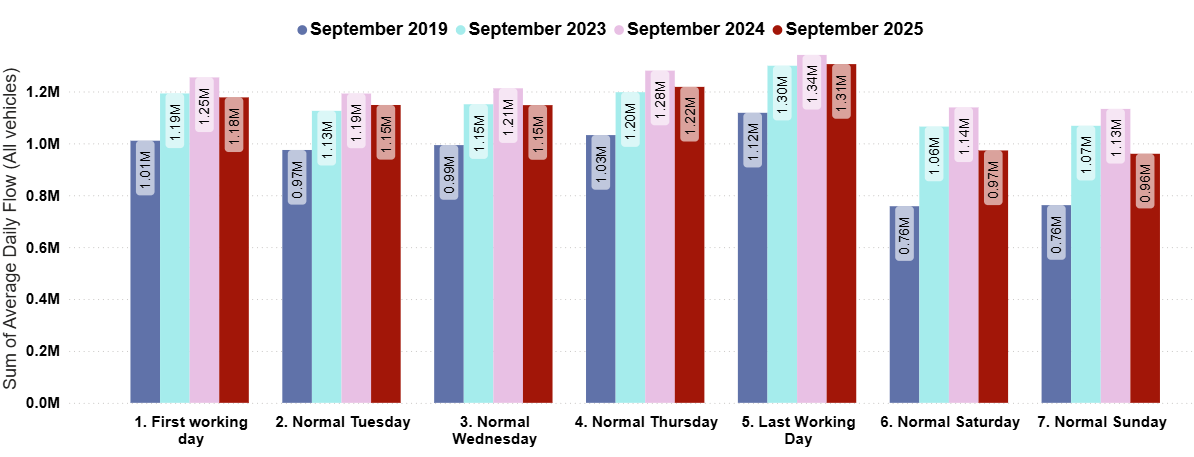 September 2019 September 2023 September 2024 September 2025
Sum of Average Daily Flow (All vehicles)
1.2M
1.0M
0.8M
0.6M
0.4M
0.2M
0.0M
1.01M 1.19M 1.25M 1.18M
0.97M 1.13M 1.19M 1.15M
0.99M 1.15M 1.21M 1.15M
1.03M 1.20M 1.28M 1.22M
1.12M 1.30M 1.34M 1.31M
0.76M 1.06M 1.14M 0.97M
0.76M 1.07M 1.13M 0.96M
1. First working
day
2. Normal Tuesday
3. Normal
Wednesday
4. Normal Thursday
5. Last Working
Day
6. Normal Saturday
7. Normal Sunday